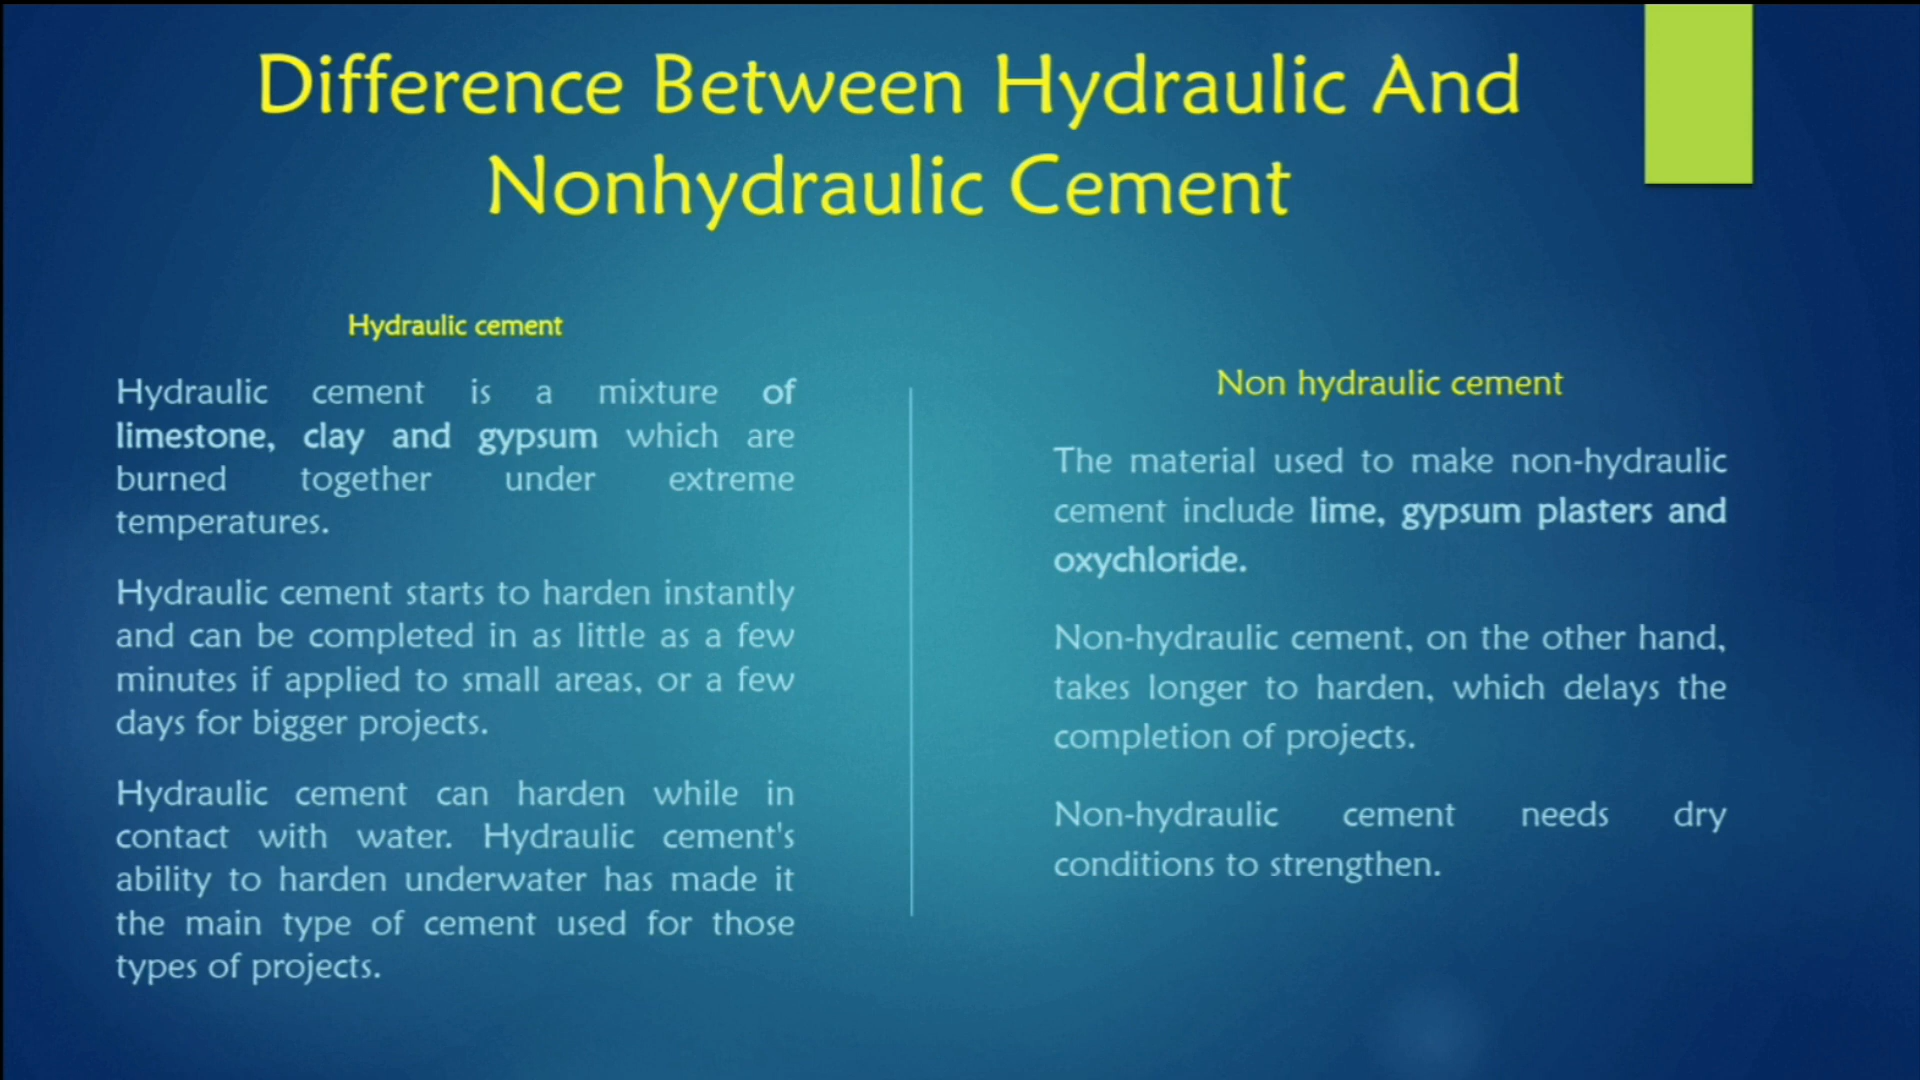 Difference Between Hydraulic And
Nonhydraulic Cement
Hydraulic cement
Hydraulic cement is a mixture of
limestone, clay and gypsum which are
burned together under extreme
temperatures.
Hydraulic cement starts to harden instantly
and can be completed in as little as a few
minutes if applied to small areas, or a few
days for bigger projects.
Hydraulic cement can harden while in
contact with water. Hydraulic cement's
ability to harden underwater has made it
the main type of cement used for those
types of projects.
Non hydraulic cement
The material used to make non-hydraulic
cement include lime, gypsum plasters and
oxychloride.
Non-hydraulic cement, on the other hand,
takes longer to harden, which delays the
completion of projects.
Non-hydraulic cement needs dry
conditions to strengthen.